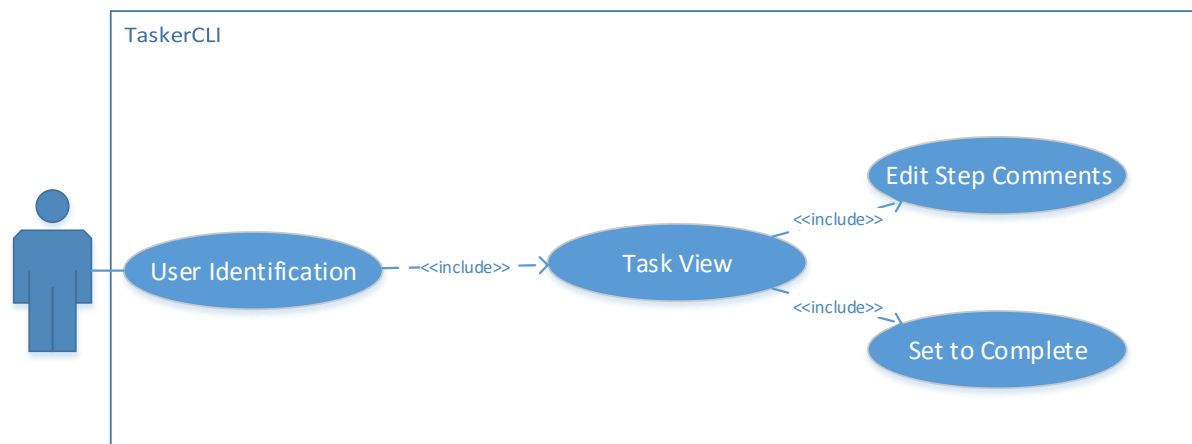 TaskerCLI
Edit Step Comments
<<include>>
User Identification
<<include>>
Task View
<<include>>
Set to Complete